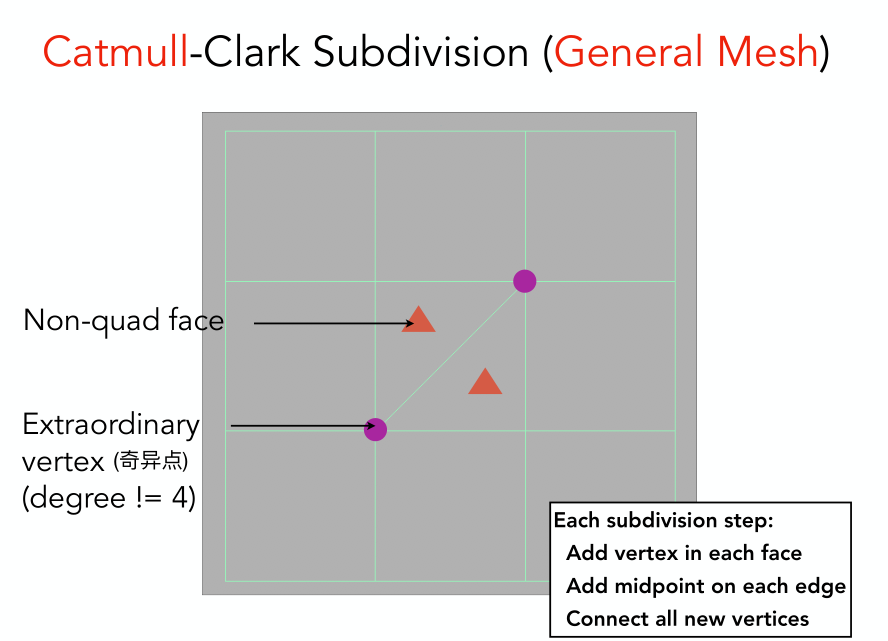 Catmull-Clark Subdivision (General Mesh)
Non-quad face
Extraordinary
vertex (奇异点)
(degree != 4)
Each subdivision step:
Add vertex in each face
Add midpoint on each edge
Connect all new vertices